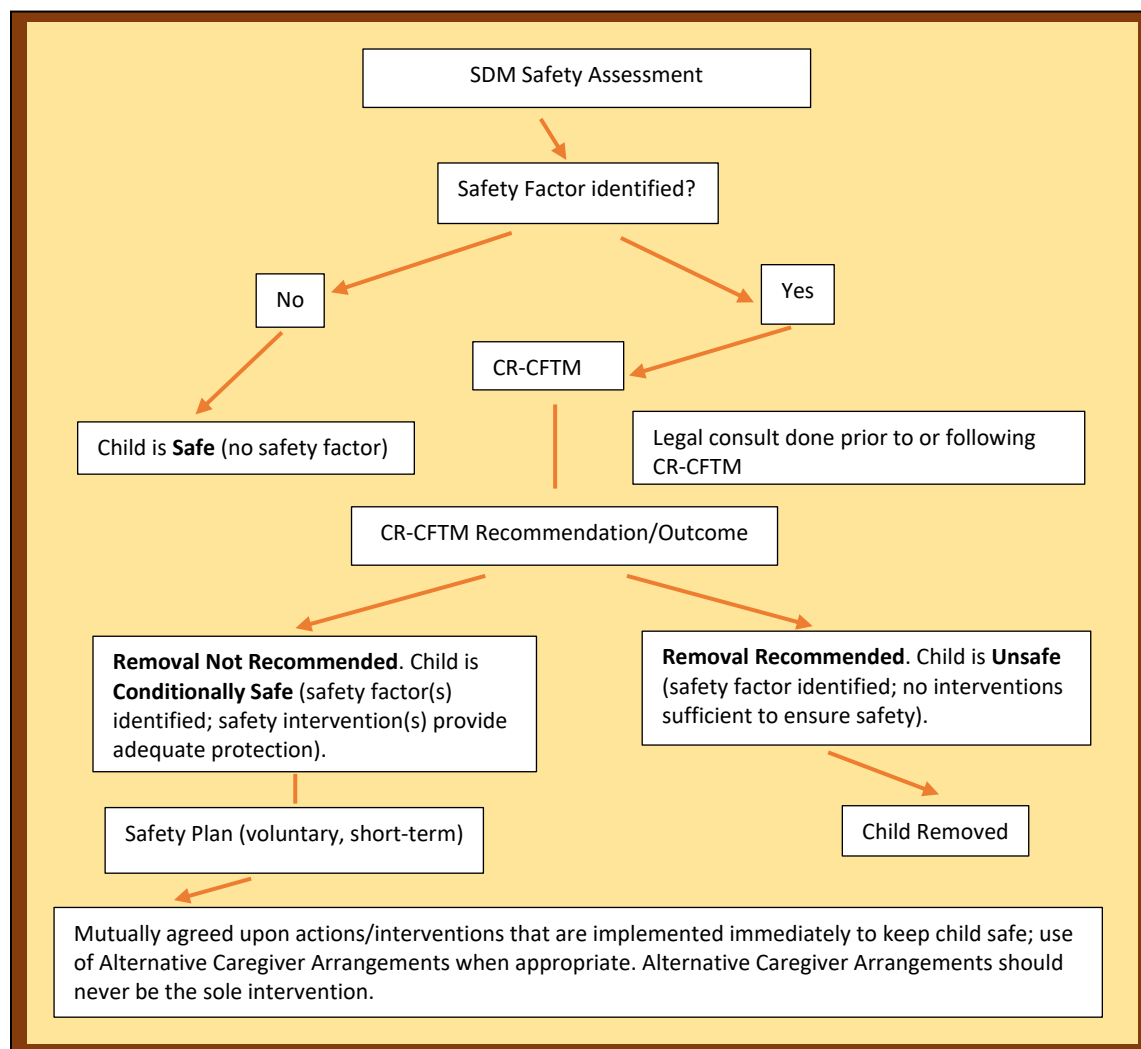 SDM Safety Assessment
Safety Factor identified?
No
Yes
CR-CFTM
Child is Safe (no safety factor)
Legal consult done prior to or following
CR-CFTM
CR-CFTM Recommendation/Outcome
Removal Not Recommended. Child is
Conditionally Safe (safety factor(s)
identified; safety intervention(s) provide
adequate protection).
Removal Recommended. Child is Unsafe
(safety factor identified; no interventions
sufficient to ensure safety).
Safety Plan (voluntary, short-term)
Child Removed
Mutually agreed upon actions/interventions that are implemented immediately to keep child safe; use
of Alternative Caregiver Arrangements when appropriate. Alternative Caregiver Arrangements should
never be the sole intervention.